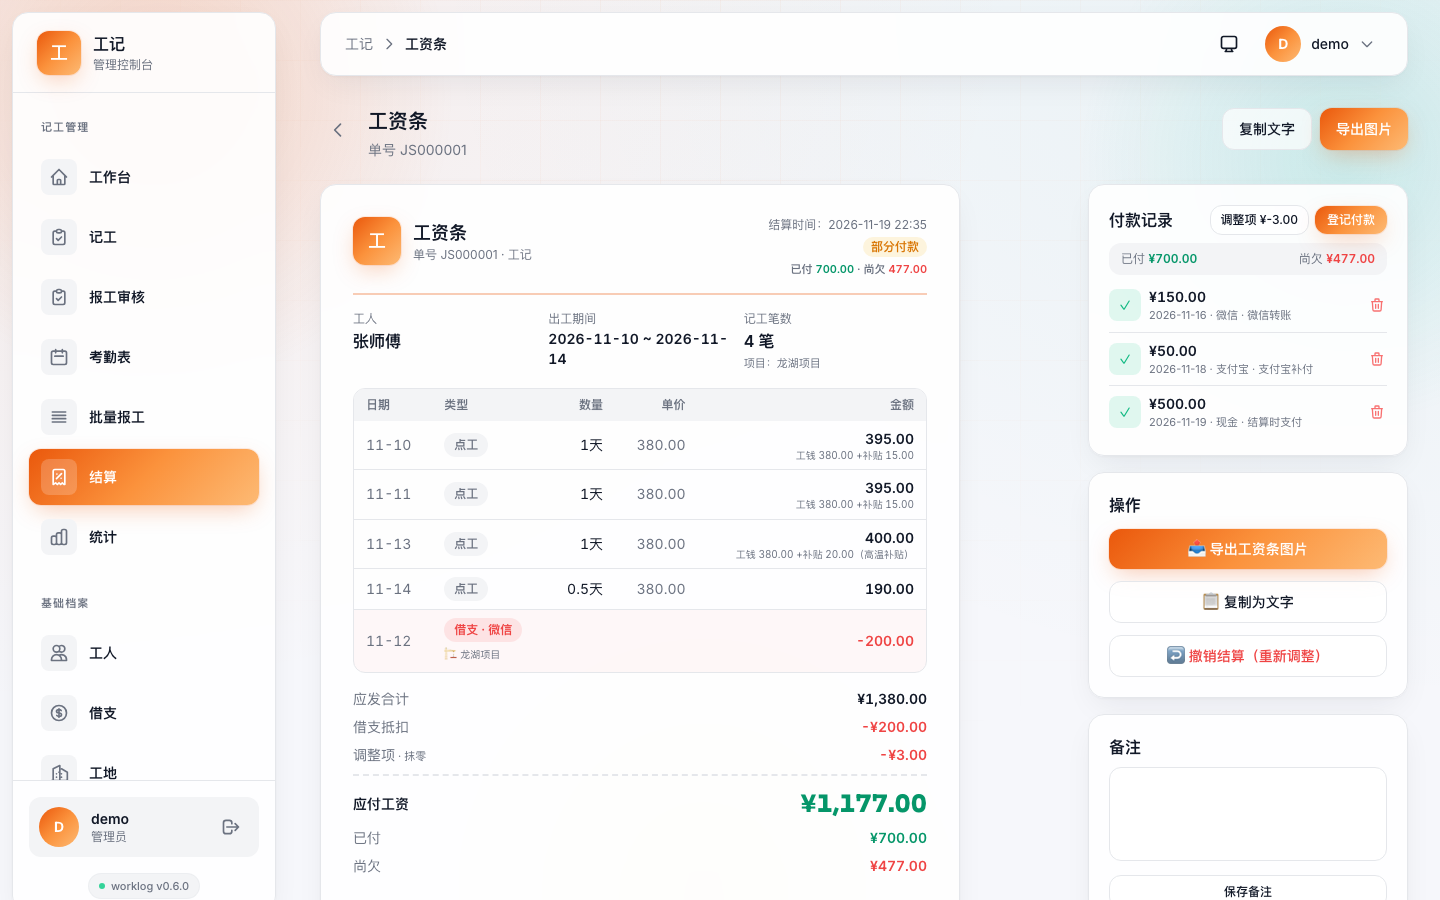 工
工记
管理控制台
记工管理
工作台
记工
报工审核
考勤表
批量报工
结算
统计
基础档案
工人
借支
工地
D
demo
管理员
worklog v0.6.0
工记 > 工资条
D
demo
工资条
单号 JS000001
复制文字
导出图片
工
工资条
单号 JS000001 · 工记
结算时间：2026-11-19 22:35
部分付款
已付 700.00 · 尚欠 477.00
工人
张师傅
出工期间
2026-11-10 ~ 2026-11-
14
记工笔数
4 笔
项目：龙湖项目
日期 类型 数量 单价 金额
11-10 点工 1天 380.00 395.00
工钱 380.00 +补贴 15.00
11-11 点工 1天 380.00 395.00
工钱 380.00 +补贴 15.00
11-13 点工 1天 380.00 400.00
工钱 380.00 +补贴 20.00（高温补贴）
11-14 点工 0.5天 380.00 190.00
11-12 借支 · 微信 -200.00
龙湖项目
应发合计 ¥1,380.00
借支抵扣 -¥200.00
调整项 · 抹零 -¥3.00
应付工资 ¥1,177.00
已付 ¥700.00
尚欠 ¥477.00
付款记录
调整项 ¥-3.00
登记付款
已付 ¥700.00 尚欠 ¥477.00
¥150.00
2026-11-16 · 微信 · 微信转账
¥50.00
2026-11-18 · 支付宝 · 支付宝补付
¥500.00
2026-11-19 · 现金 · 结算时支付
操作
导出工资条图片
复制为文字
撤销结算（重新调整）
备注
保存备注